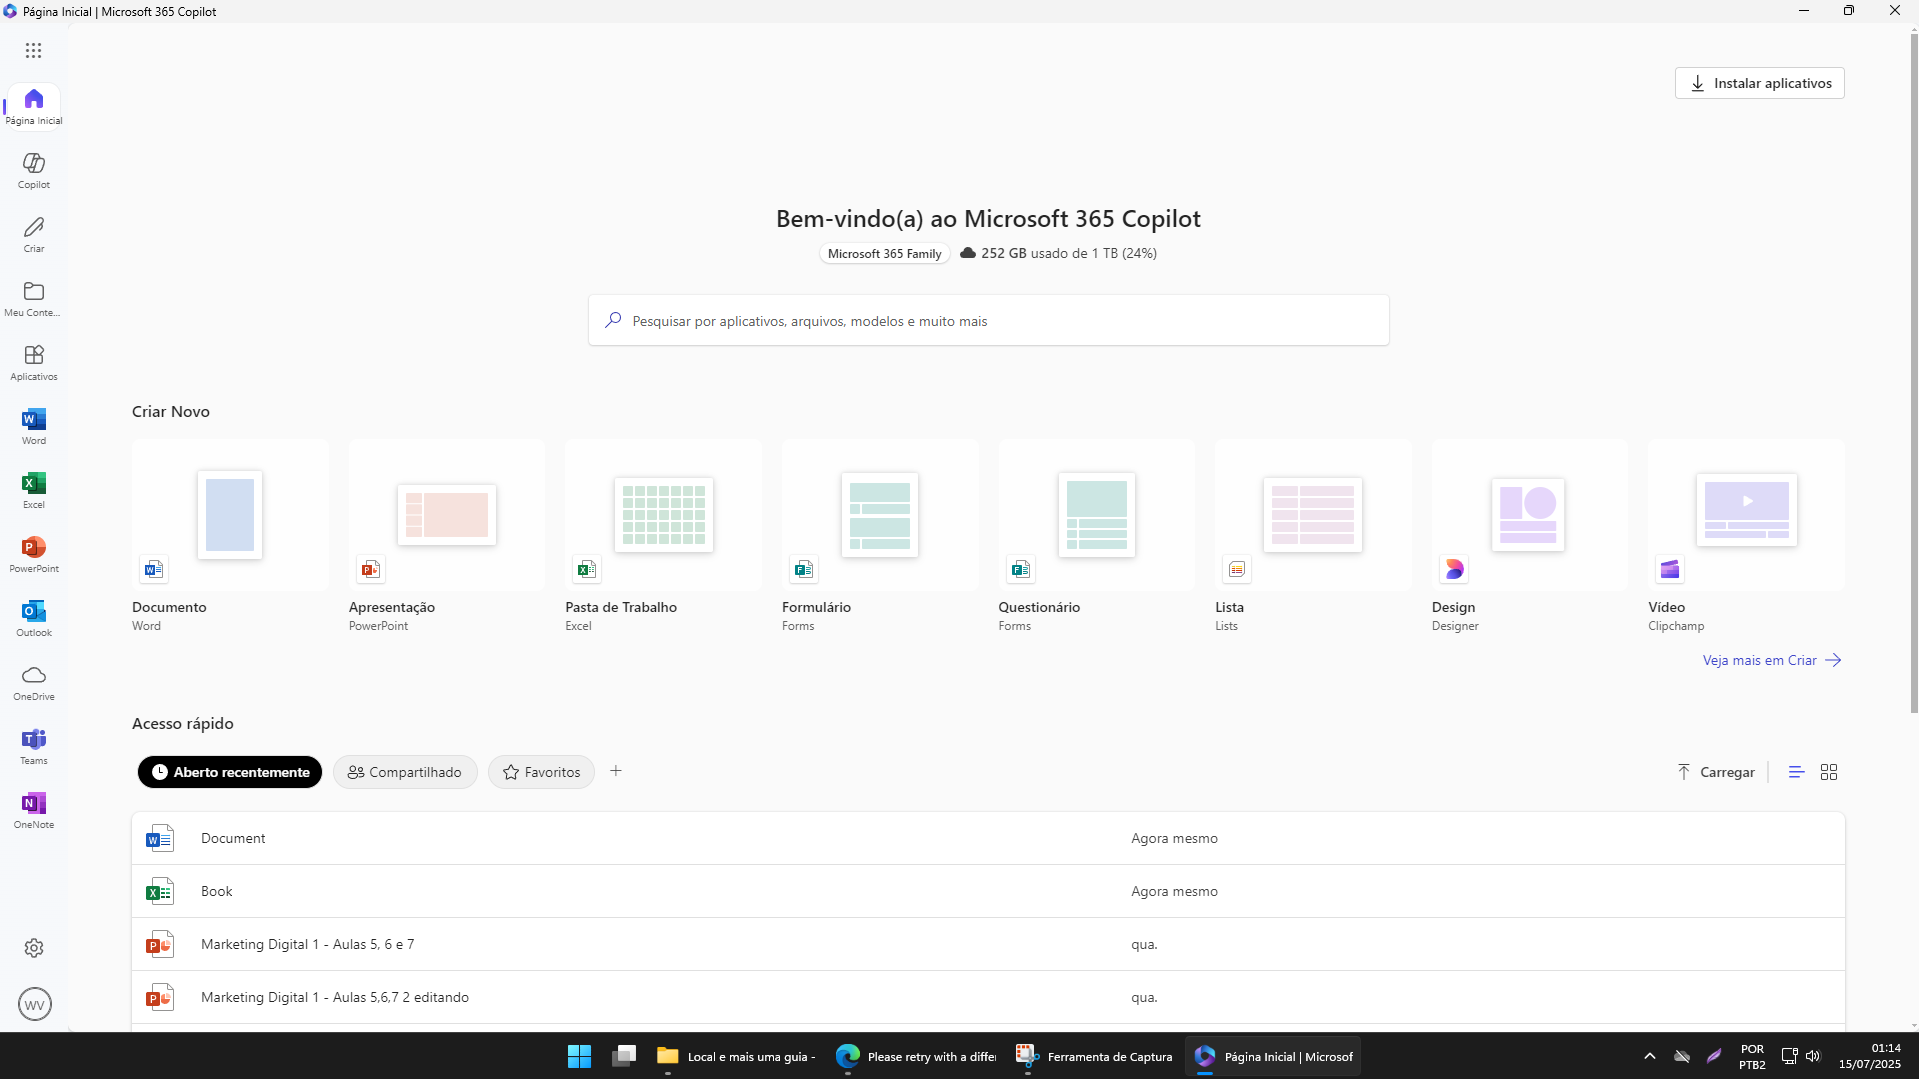 Página Inicial | Microsoft 365 Copilot
Instalar aplicativos
Página Inicial
Copilot
Criar
Meu Conte...
Aplicativos
Word
Excel
PowerPoint
Outlook
OneDrive
Teams
OneNote
WV
Bem-vindo(a) ao Microsoft 365 Copilot
Microsoft 365 Family 252 GB usado de 1 TB (24%)
Pesquisar por aplicativos, arquivos, modelos e muito mais
Criar Novo
Documento
Word
Apresentação
PowerPoint
Pasta de Trabalho
Excel
Formulário
Forms
Questionário
Forms
Lista
Lists
Design
Designer
Vídeo
Clipchamp
Veja mais em Criar
Acesso rápido
Aberto recentemente Compartilhado Favoritos Carregar
Document Agora mesmo
Book Agora mesmo
Marketing Digital 1 - Aulas 5, 6 e 7 qua.
Marketing Digital 1 - Aulas 5,6,7 2 editando qua.
Local e mais uma guia - Please retry with a differ Ferramenta de Captura Página Inicial | Microsof
POR
PTB2
01:14
15/07/2025